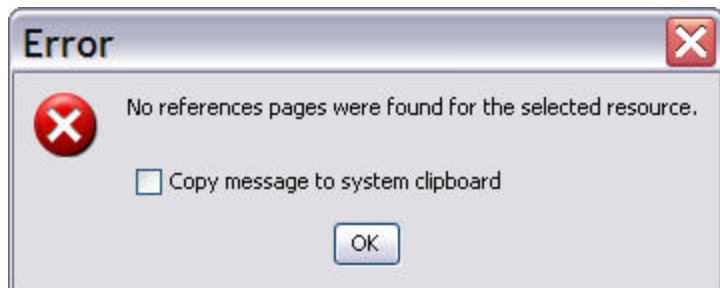 Error
No references pages were found for the selected resource.
Copy message to system clipboard
OK